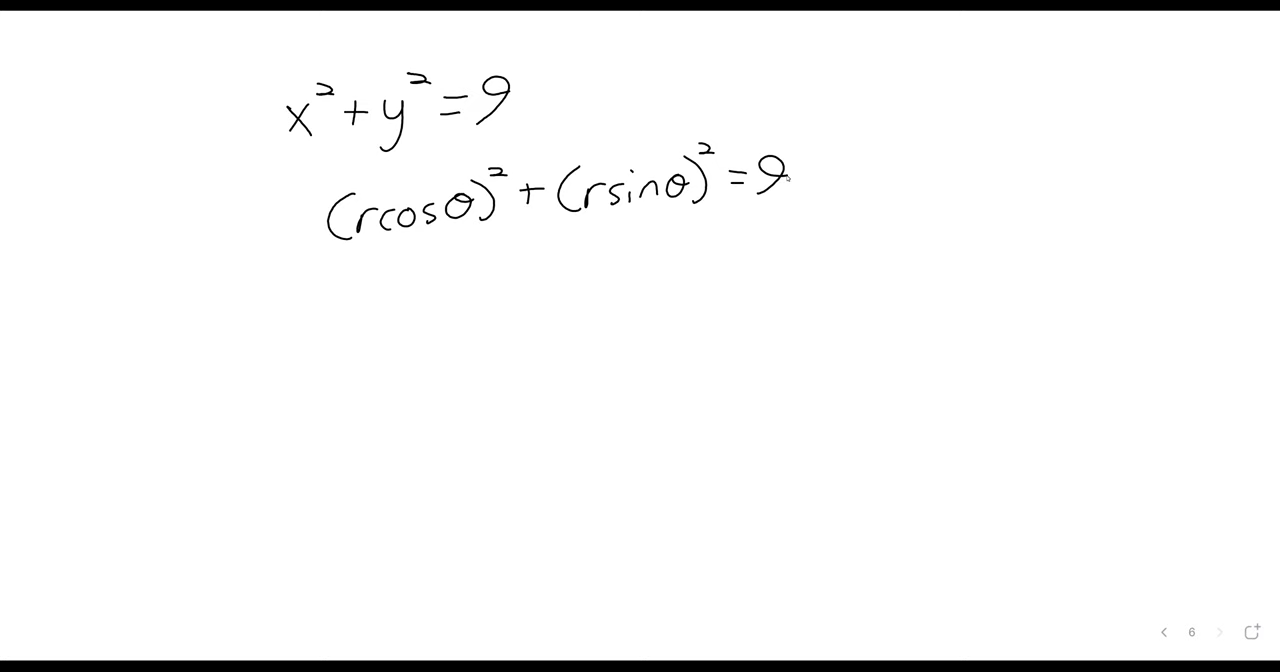 x² + y² = 9
(rcosθ)² + (rsinθ)² = 9
6